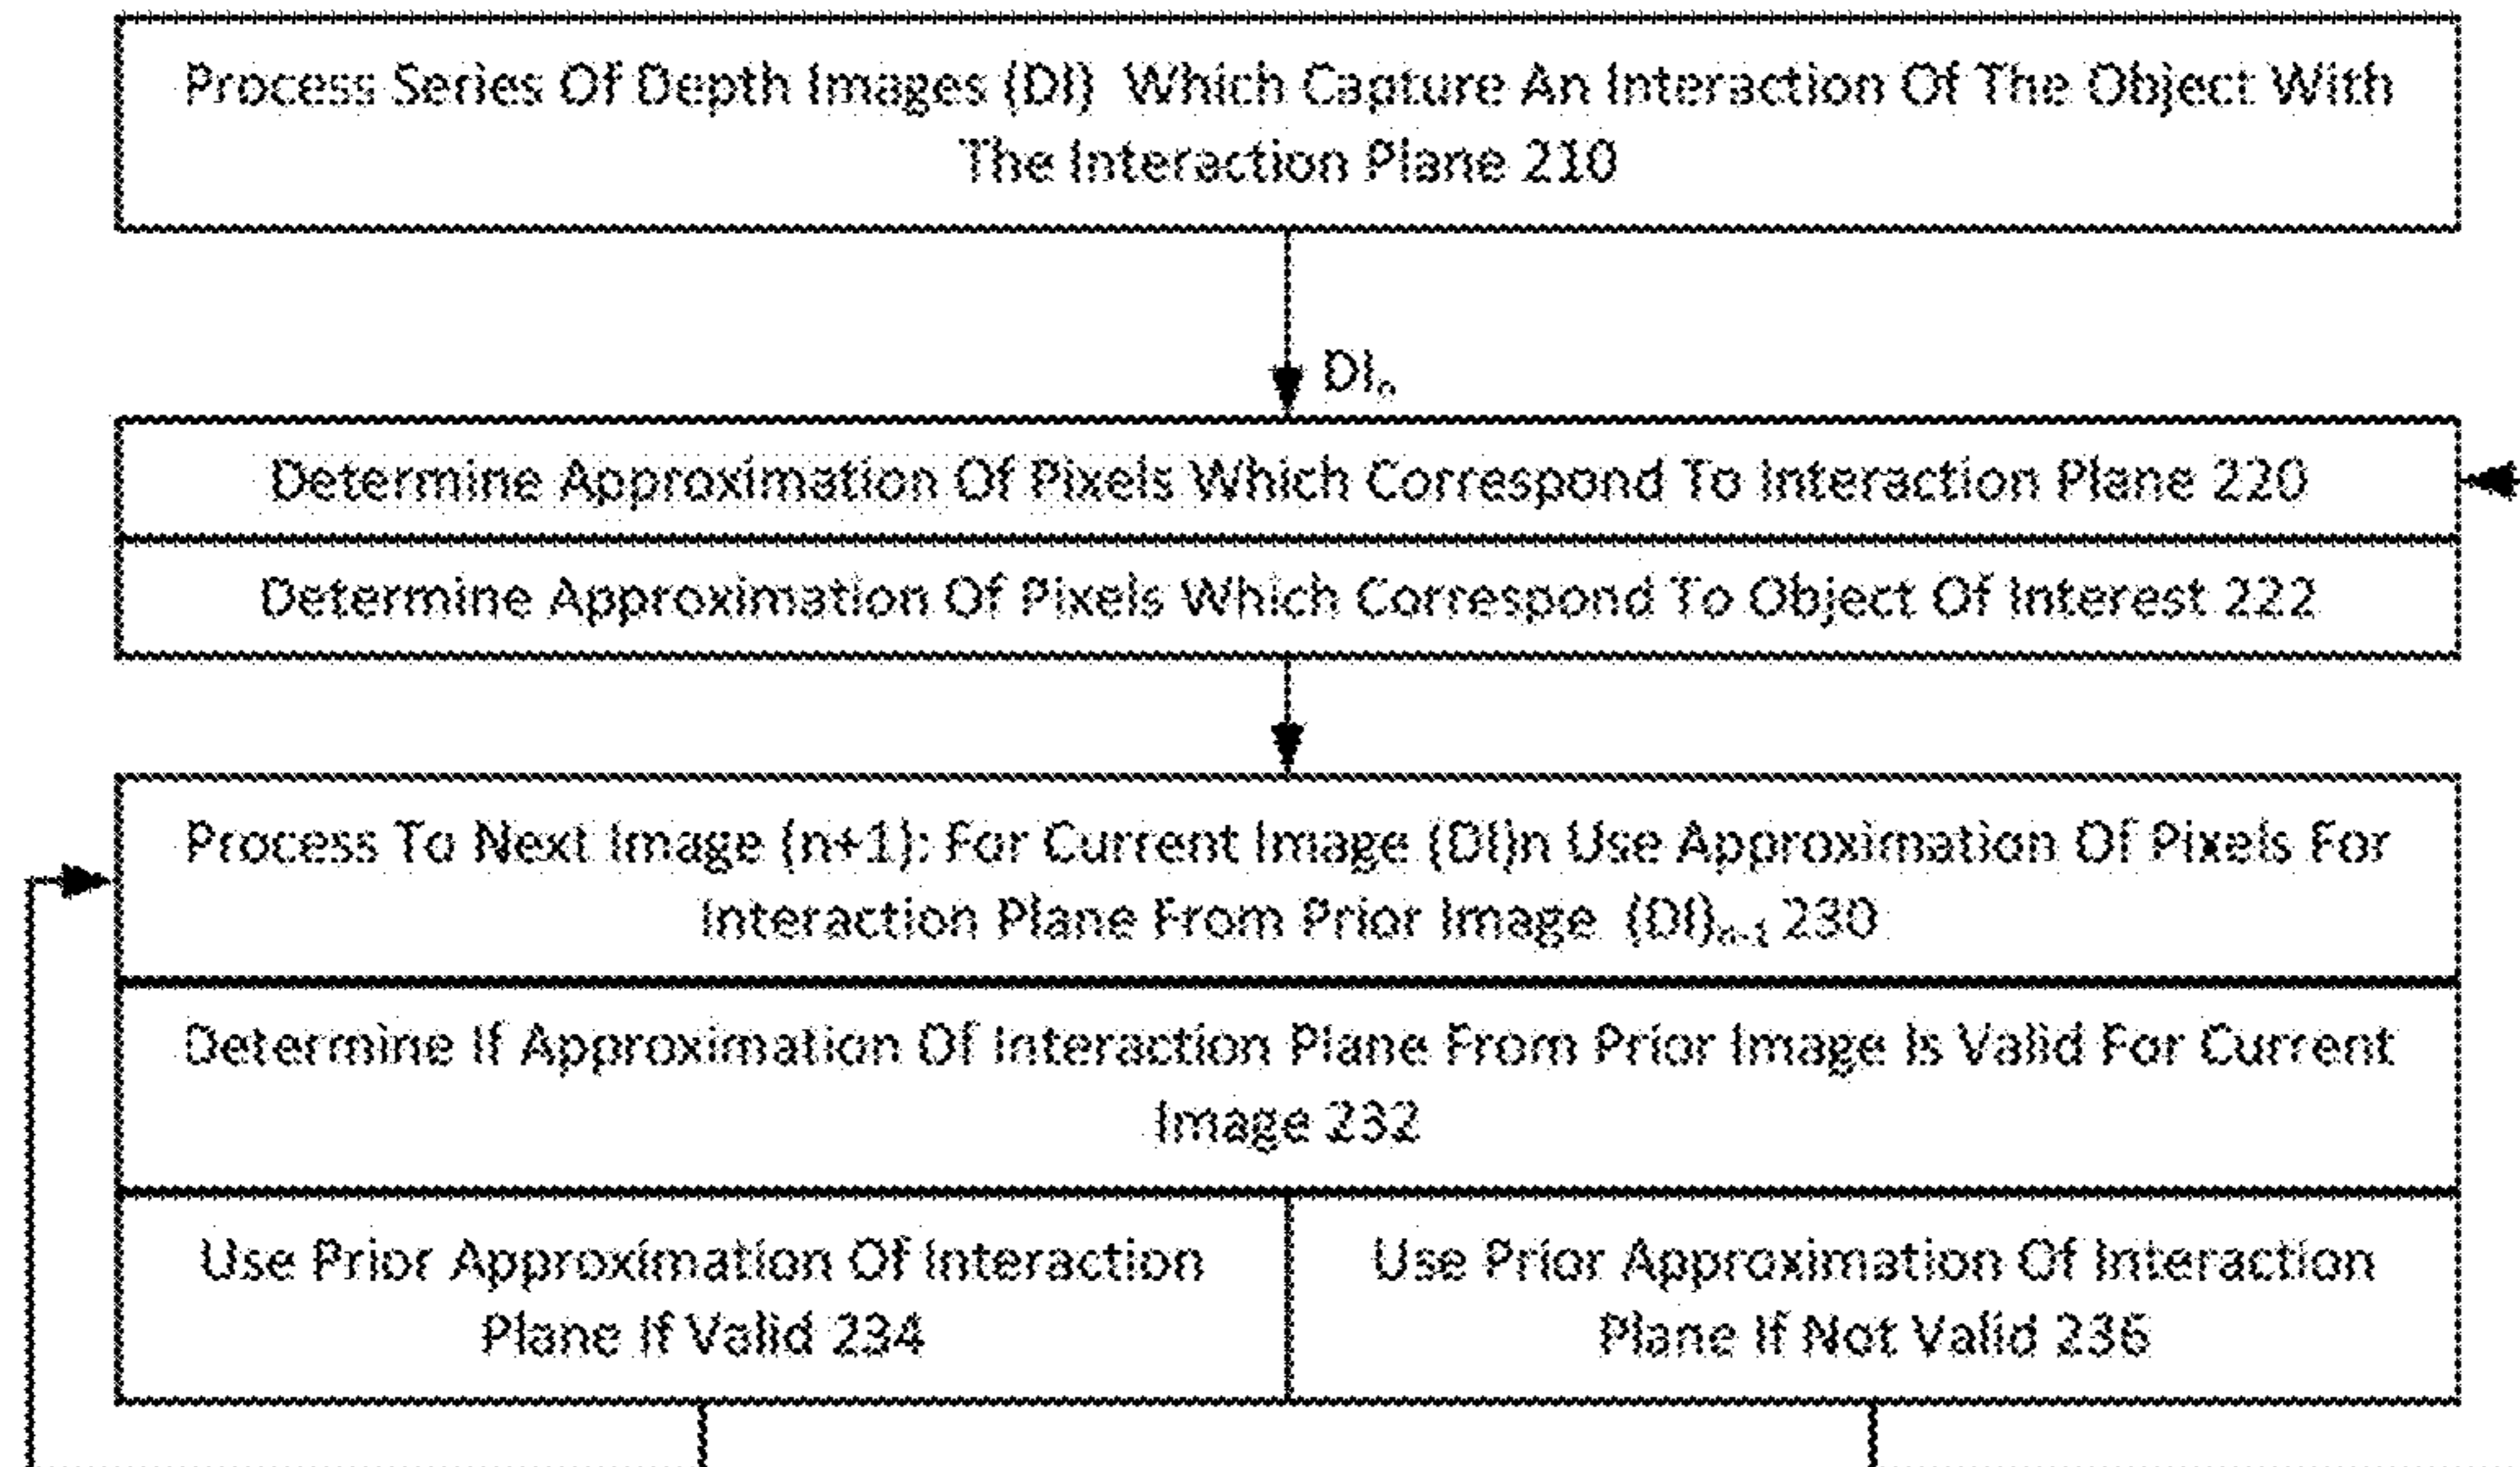 Process Series Of Depth Images (DI) Which Capture An Interaction Of The Object With
The Interaction Plane 210
DIₙ
Determine Approximation Of Pixels Which Correspond To Interaction Plane 220
Determine Approximation Of Pixels Which Correspond To Object Of Interest 222
Process To Next Image (n+1): For Current Image (DI)n Use Approximation Of Pixels For
Interaction Plane From Prior Image (DI)ₙ₋₁ 230
Determine If Approximation Of Interaction Plane From Prior Image Is Valid For Current
Image 232
Use Prior Approximation Of Interaction
Plane If Valid 234
Use Prior Approximation Of Interaction
Plane If Not Valid 236